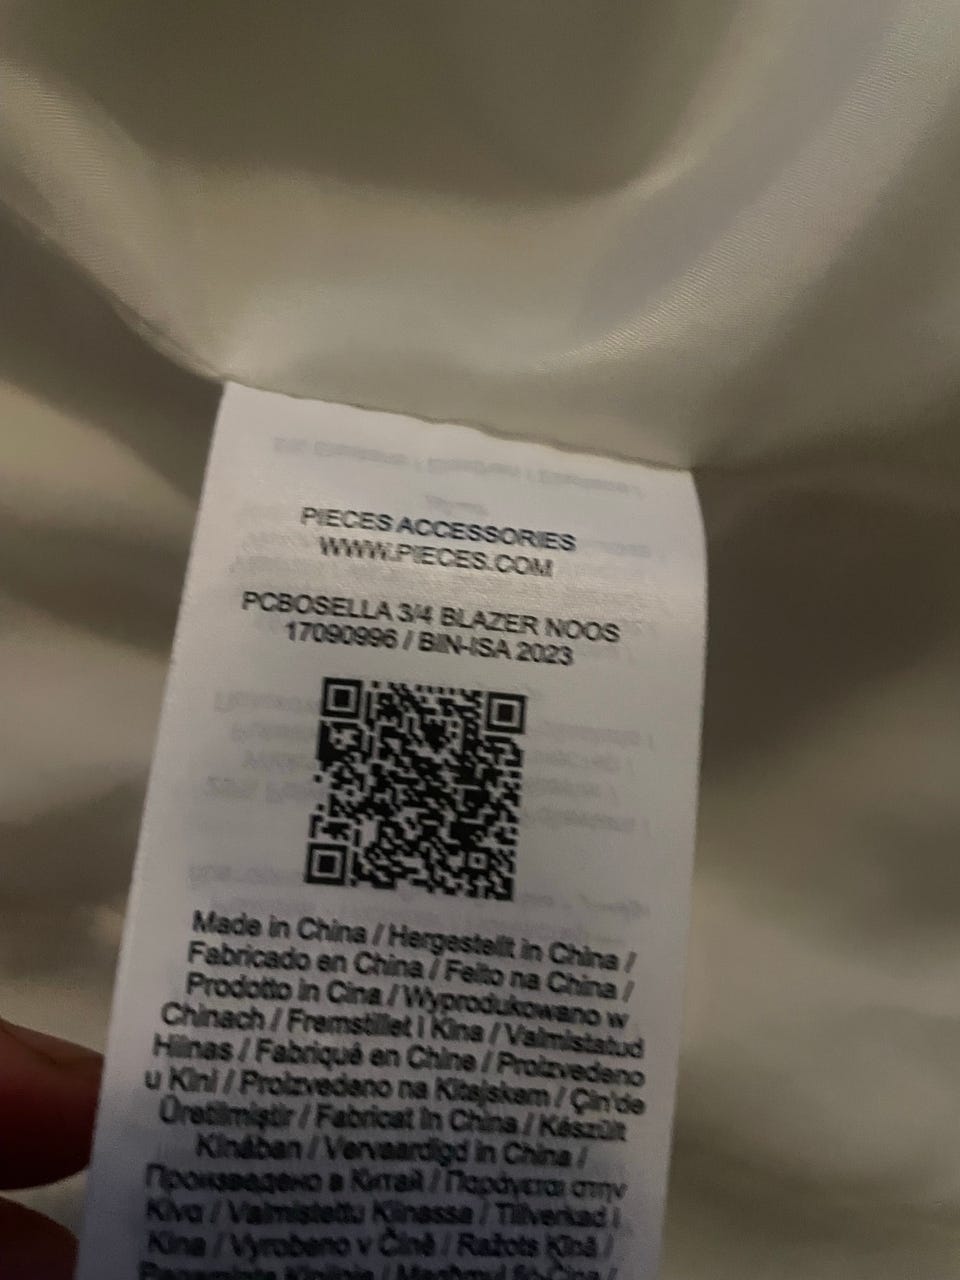 PIECES ACCESSORIES
WWW.PIECES.COM
PCBOSELLA 3/4 BLAZER NOOS
17090996 / BIN-ISA 2023
Made in China / Hergestellt in China /
Fabricado en China / Feito na China /
Prodotto in Cina / Wyprodukowano w
Chinach / Fremstillet i Kina / Valmistatud
Hiinas / Fabriqué en Chine / Proizvedeno
u Kini / Proizvedeno na Kitajskem / Çin'de
Üretilmiştir / Fabricat în China / Készült
Kínában / Vervaardigd in China /
Произведено в Китай / Παράγεται στην
Κίνα / Valmistettu Kiinassa / Tillverkad i
Kina / Vyrobeno v Číně / Ražots Ķīnā /